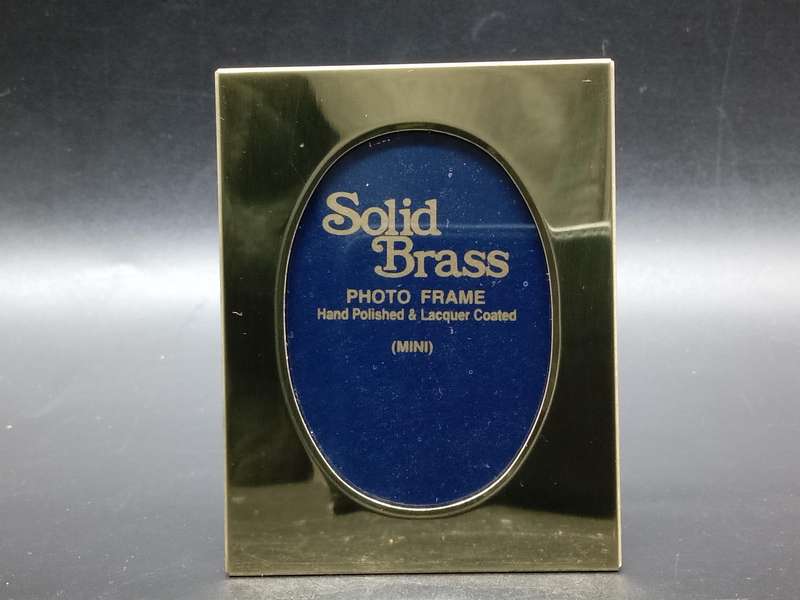 Solid
Brass
PHOTO FRAME
Hand Polished & Lacquer Coated
(MINI)